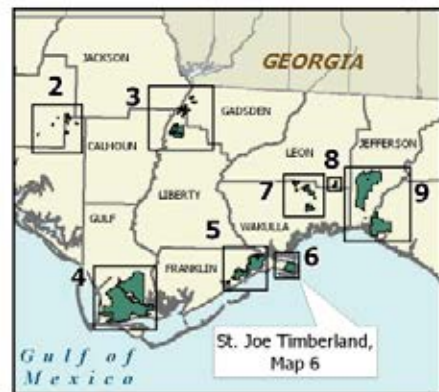 GEORGIA
JACKSON
2
3
GADSDEN
CALHOUN
LEON
JEFFERSON
8
LIBERTY
7
9
GULF
WAKULLA
5
4
FRANKLIN
6
St. Joe Timberland,
Map 6
Gulf of
Mexico